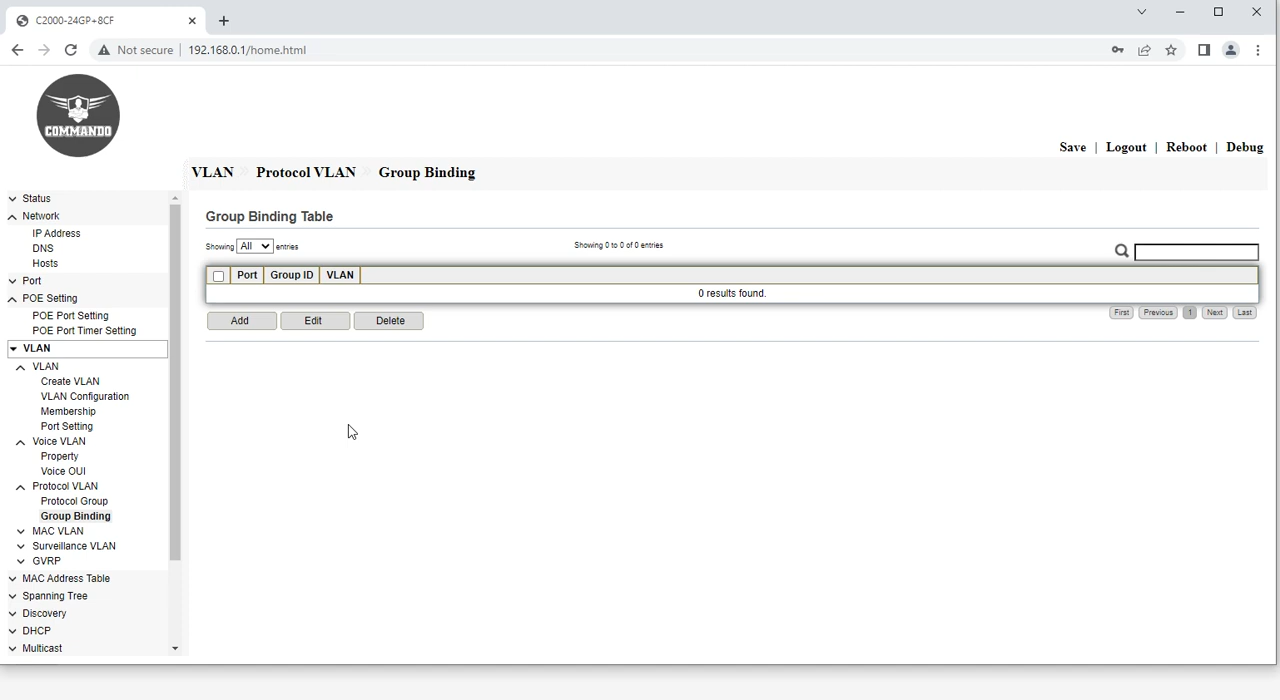 C2000-24GP+8CF
Not secure | 192.168.0.1/home.html
COMMANDO
Save | Logout | Reboot | Debug
VLAN » Protocol VLAN » Group Binding
Status
Network
IP Address
DNS
Hosts
Port
POE Setting
POE Port Setting
POE Port Timer Setting
VLAN
VLAN
Create VLAN
VLAN Configuration
Membership
Port Setting
Voice VLAN
Property
Voice OUI
Protocol VLAN
Protocol Group
Group Binding
MAC VLAN
Surveillance VLAN
GVRP
MAC Address Table
Spanning Tree
Discovery
DHCP
Multicast
Group Binding Table
Showing All entries
Showing 0 to 0 of 0 entries
Port Group ID VLAN
0 results found.
Add Edit Delete
First Previous 1 Next Last